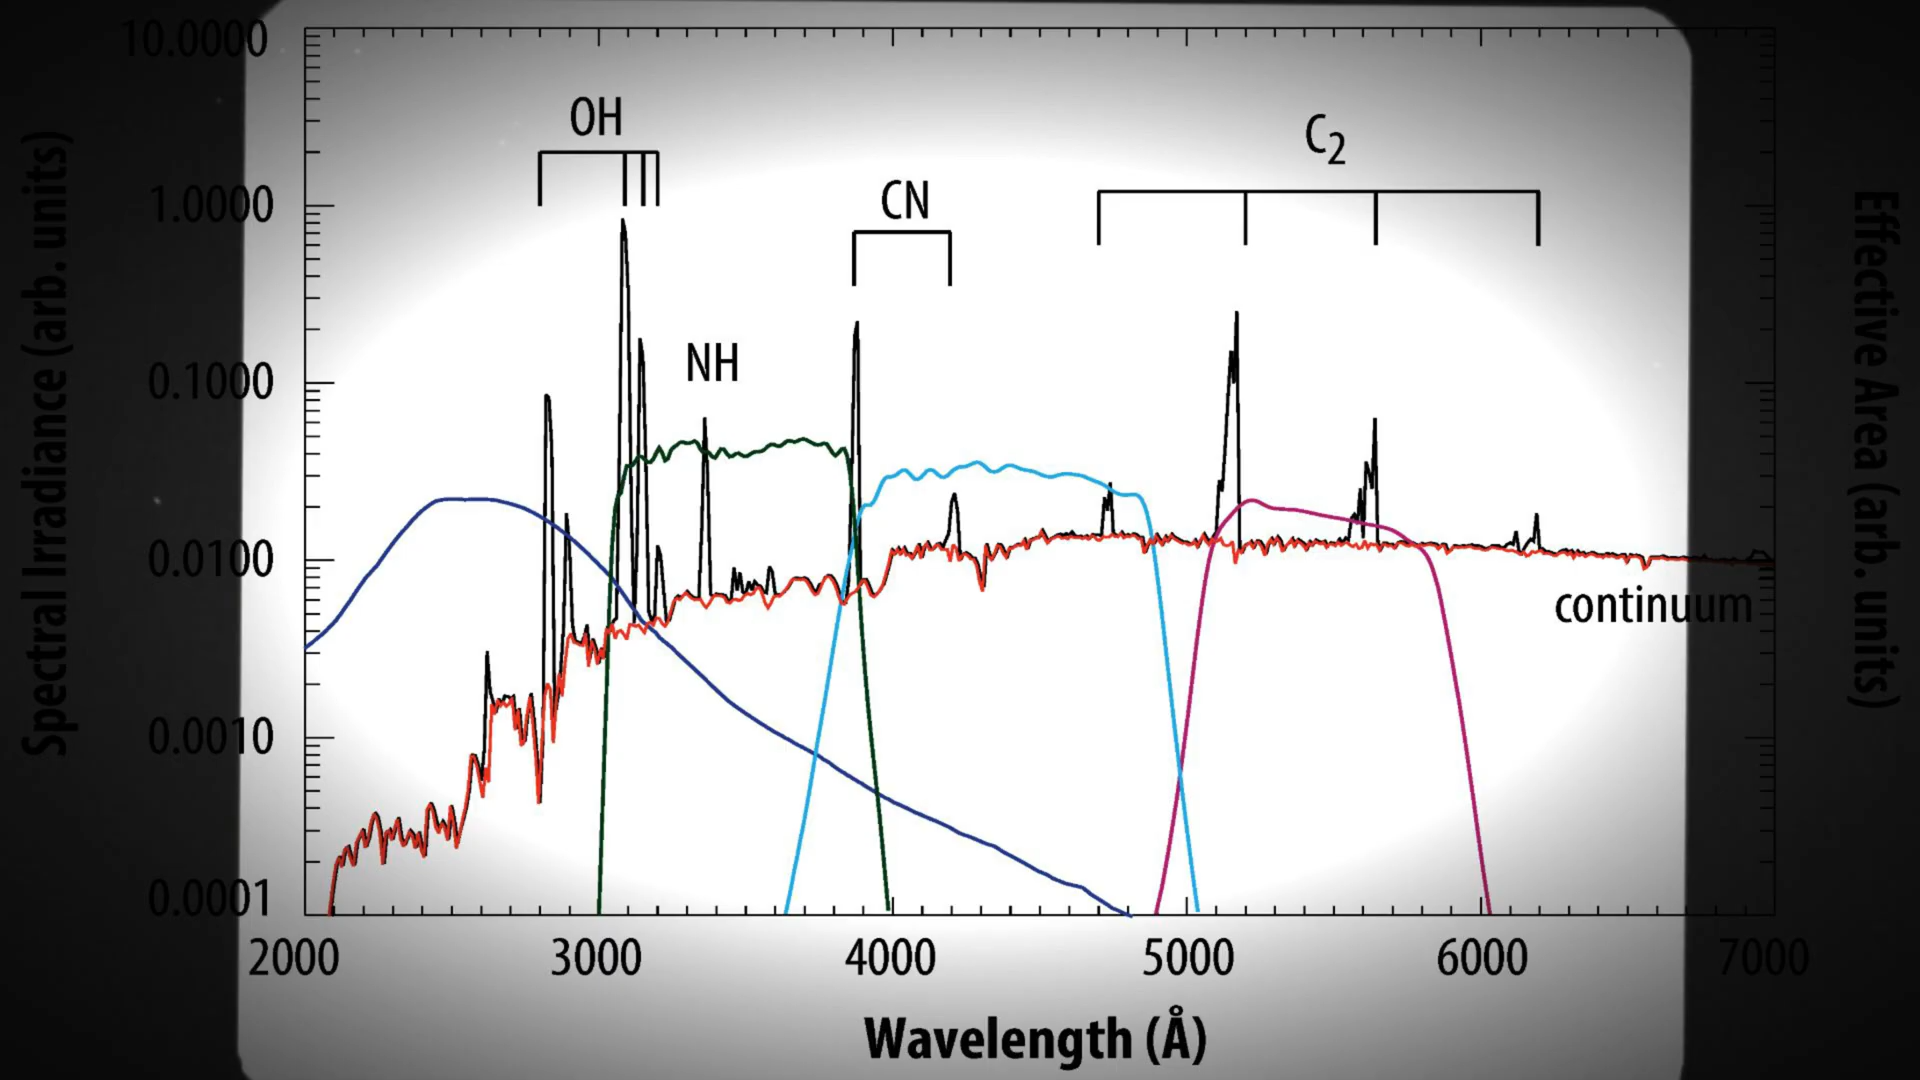 10.0000
1.0000
0.1000
0.0100
0.0010
0.0001
Spectral Irradiance (arb. units)
OH
NH
CN
C2
continuum
Effective Area (arb. units)
2000 3000 4000 5000 6000 7000
Wavelength (Å)